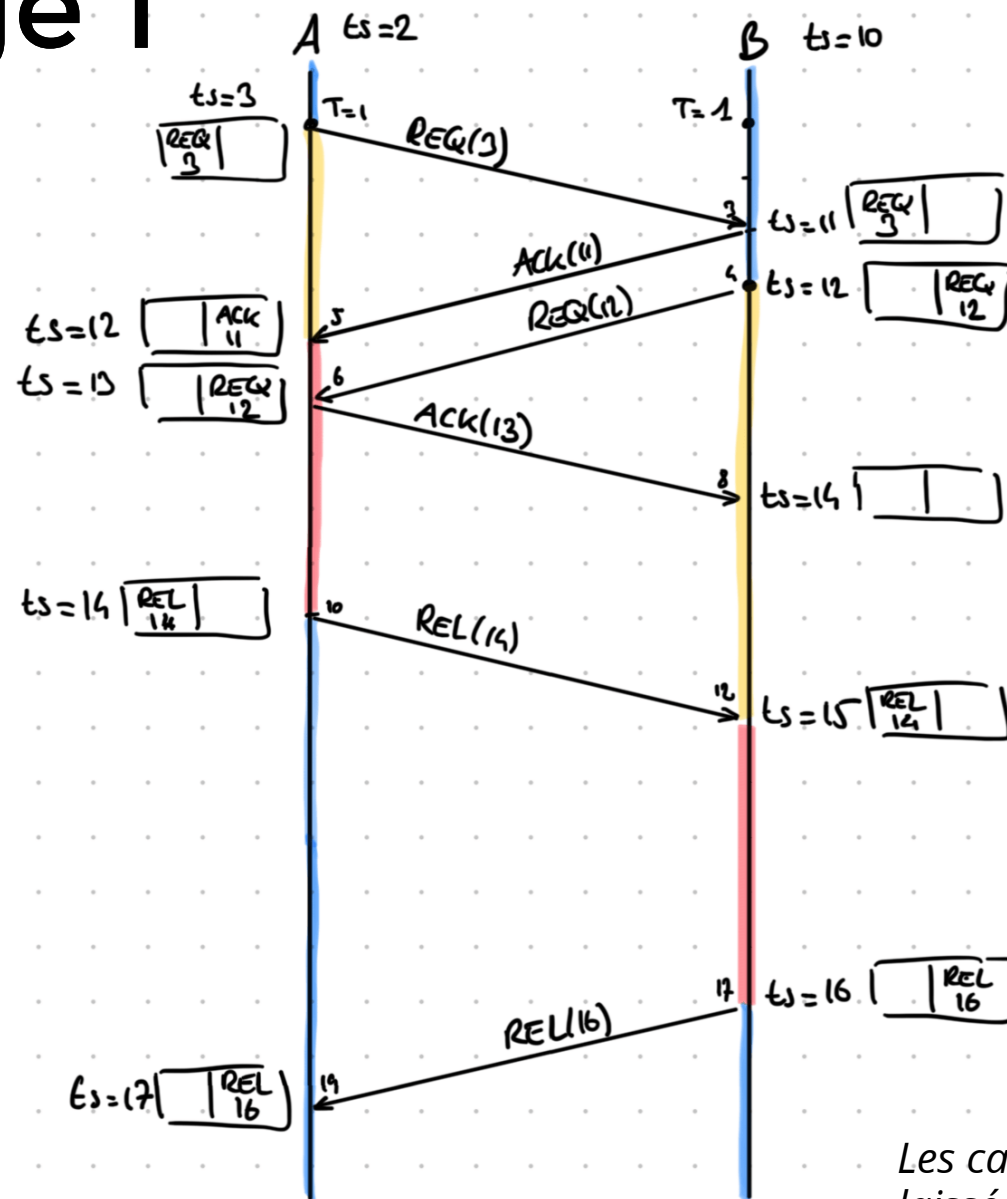 ge 1
A ts=2
B ts=10
ts=3
T=1
T=1
REQ 3
REQ(3)
3
ts=11
REQ 3
ACK(11)
4
ts=12
REQ 12
REQ(12)
ts=12
ACK 11
5
ts=13
REQ 12
6
ACK(13)
8
ts=14
ts=14
REL 14
10
REL(14)
12
ts=15
REL 14
17
ts=16
REL 16
REL(16)
ts=17
REL 16
19
Les ca